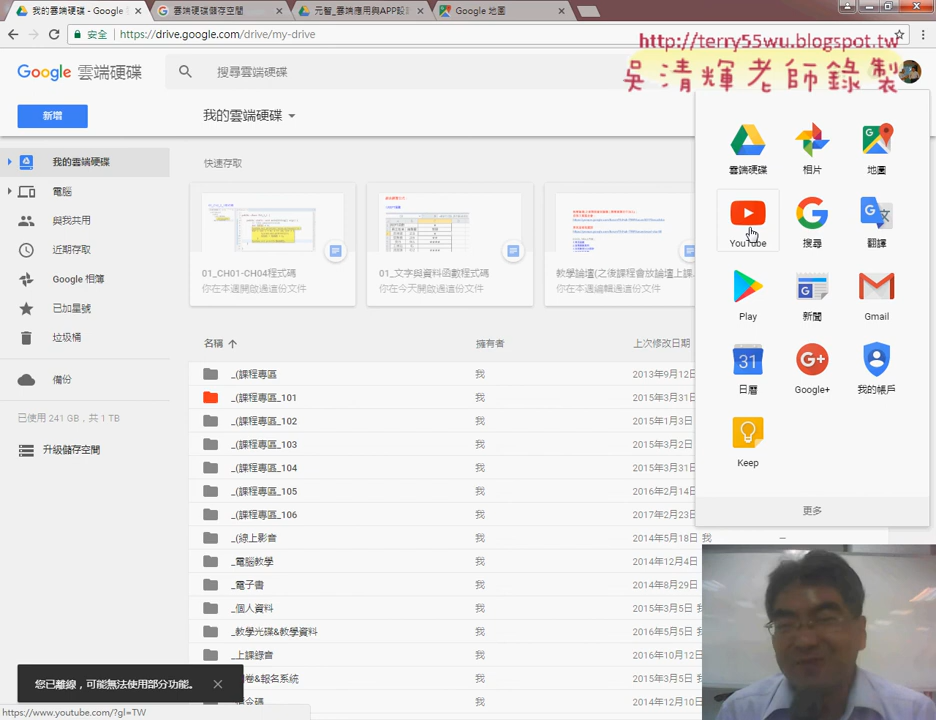 我的雲端硬碟 - Google
雲端硬碟儲存空間
元智_雲端應用與APP設
Google 地圖
安全
https://drive.google.com/drive/my-drive
http://terry55wu.blogspot.tw
吳清輝老師錄製
Google 雲端硬碟
搜尋雲端硬碟
新增
我的雲端硬碟
我的雲端硬碟
電腦
與我共用
近期存取
Google 相簿
已加星號
垃圾桶
備份
已使用 241 GB，共 1 TB
升級儲存空間
快速存取
01_CH01-CH04程式碼
你在本週開啟過這份文件
01_文字與資料函數程式碼
你在今天開啟過這份文件
教學論壇(之後課程會放論壇上課
你在本週編輯過這份文件
名稱
擁有者
上次修改日期
_(課程專區
我
2013年9月12日
_(課程專區_101
我
2015年3月31日
_(課程專區_102
我
2015年1月3日
_(課程專區_103
我
2015年3月2日
_(課程專區_104
我
2015年3月31日
_(課程專區_105
我
2016年2月14日
_(課程專區_106
我
2017年2月23日
_(線上影音
我
2014年5月18日 我
–
_電腦教學
我
2014年12月4日
_電子書
我
2014年8月29日
_個人資料
我
2015年3月5日 我
_教學光碟&教學資料
我
2016年5月5日 我
_上課錄音
我
2016年10月12日
卷&報名系統
我
2015年3月5日 我
我
2014年12月10日
雲端硬碟
相片
地圖
YouTube
搜尋
翻譯
Play
新聞
Gmail
31
日曆
Google+
我的帳戶
Keep
更多
您已離線，可能無法使用部分功能。
https://www.youtube.com/?gl=TW